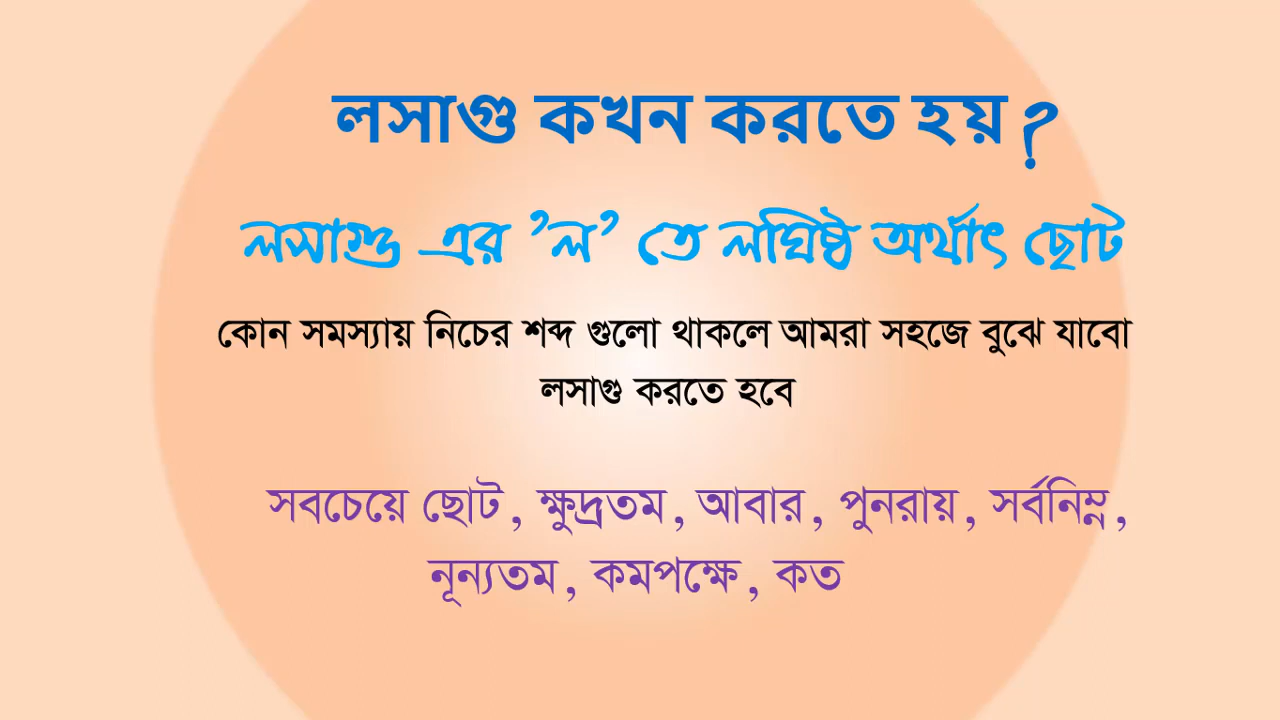 লসাগু কখন করতে হয় ?
লসাগু এর ’ল’ তে লঘিষ্ঠ অর্থাৎ ছোট
কোন সমস্যায় নিচের শব্দ গুলো থাকলে আমরা সহজে বুঝে যাবো
লসাগু করতে হবে
সবচেয়ে ছোট, ক্ষুদ্রতম, আবার, পুনরায়, সর্বনিম্ন,
নূন্যতম, কমপক্ষে, কত